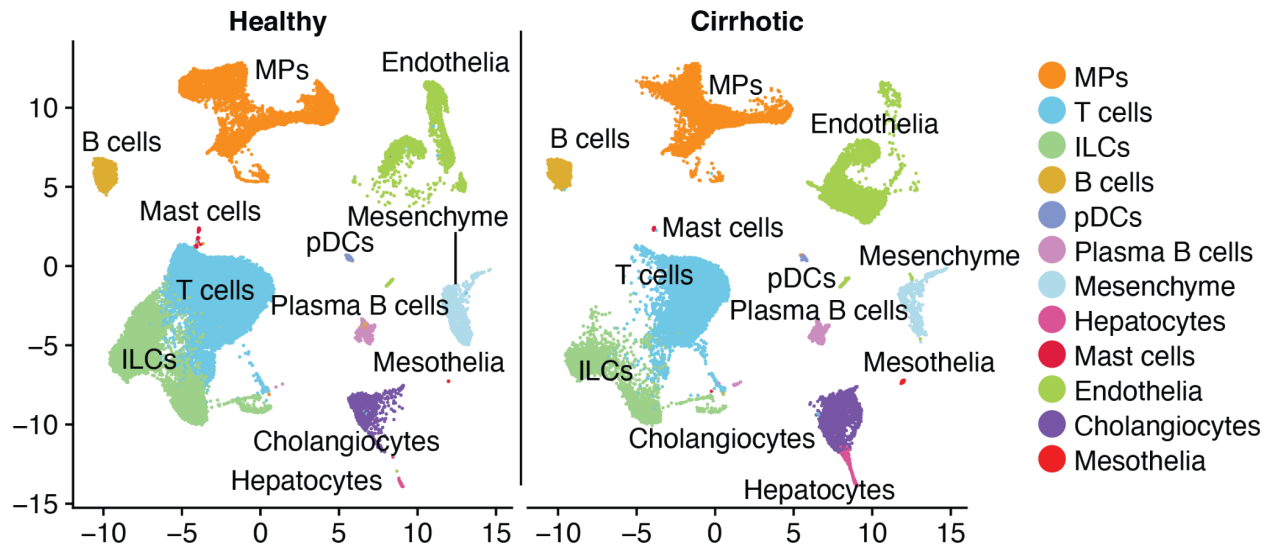 Healthy
Cirrhotic
MPs
Endothelia
B cells
Mast cells
Mesenchyme
pDCs
T cells
Plasma B cells
ILCs
Mesothelia
Cholangiocytes
Hepatocytes
10
5
0
−5
−10
−15
−10
−5
0
5
10
15
MPs
Endothelia
B cells
Mast cells
T cells
pDCs
Mesenchyme
Plasma B cells
ILCs
Mesothelia
Cholangiocytes
Hepatocytes
−10
−5
0
5
10
15
MPs
T cells
ILCs
B cells
pDCs
Plasma B cells
Mesenchyme
Hepatocytes
Mast cells
Endothelia
Cholangiocytes
Mesothelia